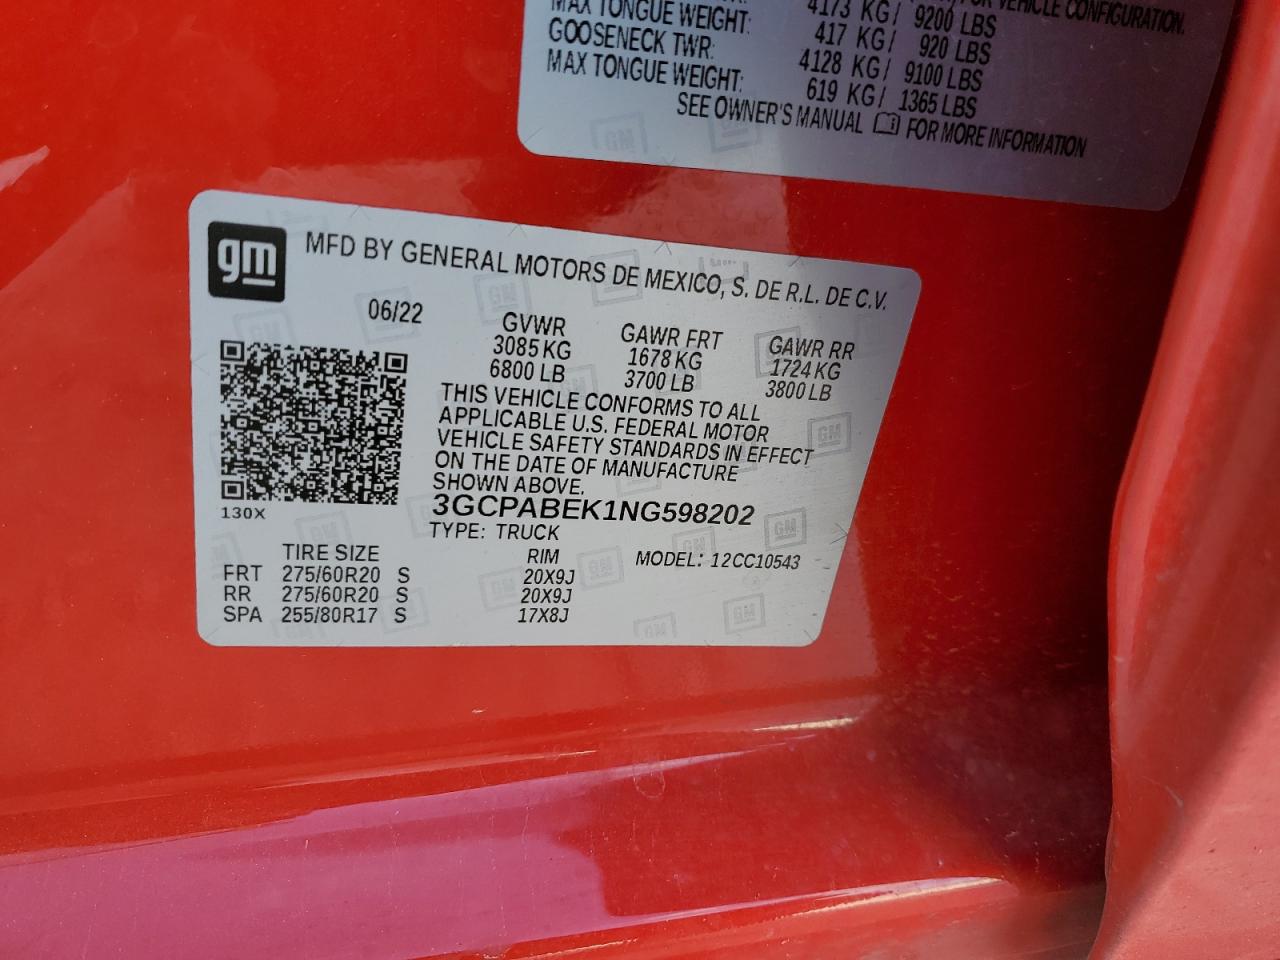 FOR VEHICLE CONFIGURATION.
4173 KG/ 9200 LBS
MAX TONGUE WEIGHT: 417 KG/ 920 LBS
GOOSENECK TWR: 4128 KG/ 9100 LBS
MAX TONGUE WEIGHT: 619 KG/ 1365 LBS
SEE OWNER'S MANUAL FOR MORE INFORMATION
gm MFD BY GENERAL MOTORS DE MEXICO, S. DE R.L. DE C.V.
06/22
GVWR GAWR FRT GAWR RR
3085 KG 1678 KG 1724 KG
6800 LB 3700 LB 3800 LB
THIS VEHICLE CONFORMS TO ALL
APPLICABLE U.S. FEDERAL MOTOR
VEHICLE SAFETY STANDARDS IN EFFECT
ON THE DATE OF MANUFACTURE
SHOWN ABOVE.
130X 3GCPABEK1NG598202
TYPE: TRUCK
TIRE SIZE RIM MODEL: 12CC10543
FRT 275/60R20 S 20X9J
RR 275/60R20 S 20X9J
SPA 255/80R17 S 17X8J